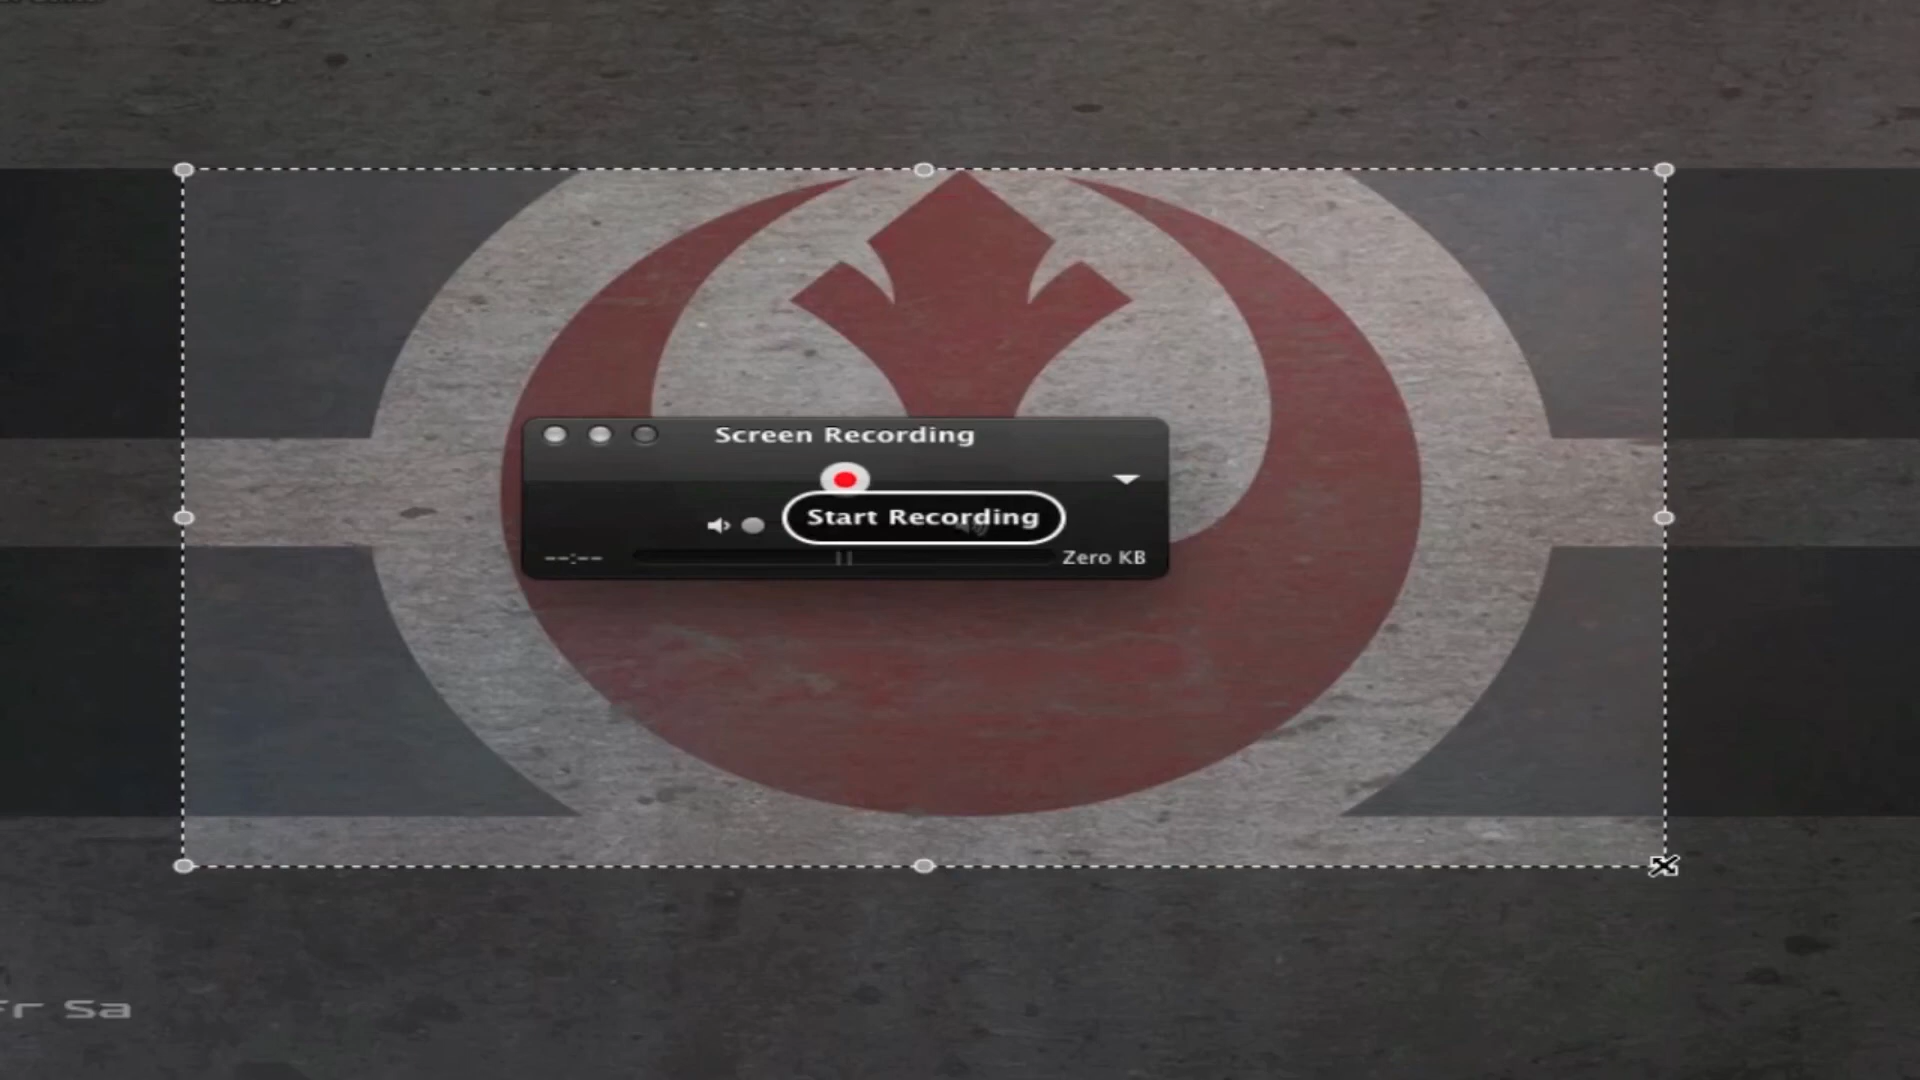 Screen Recording
Start Recording
--:-- Zero KB
Fr Sa